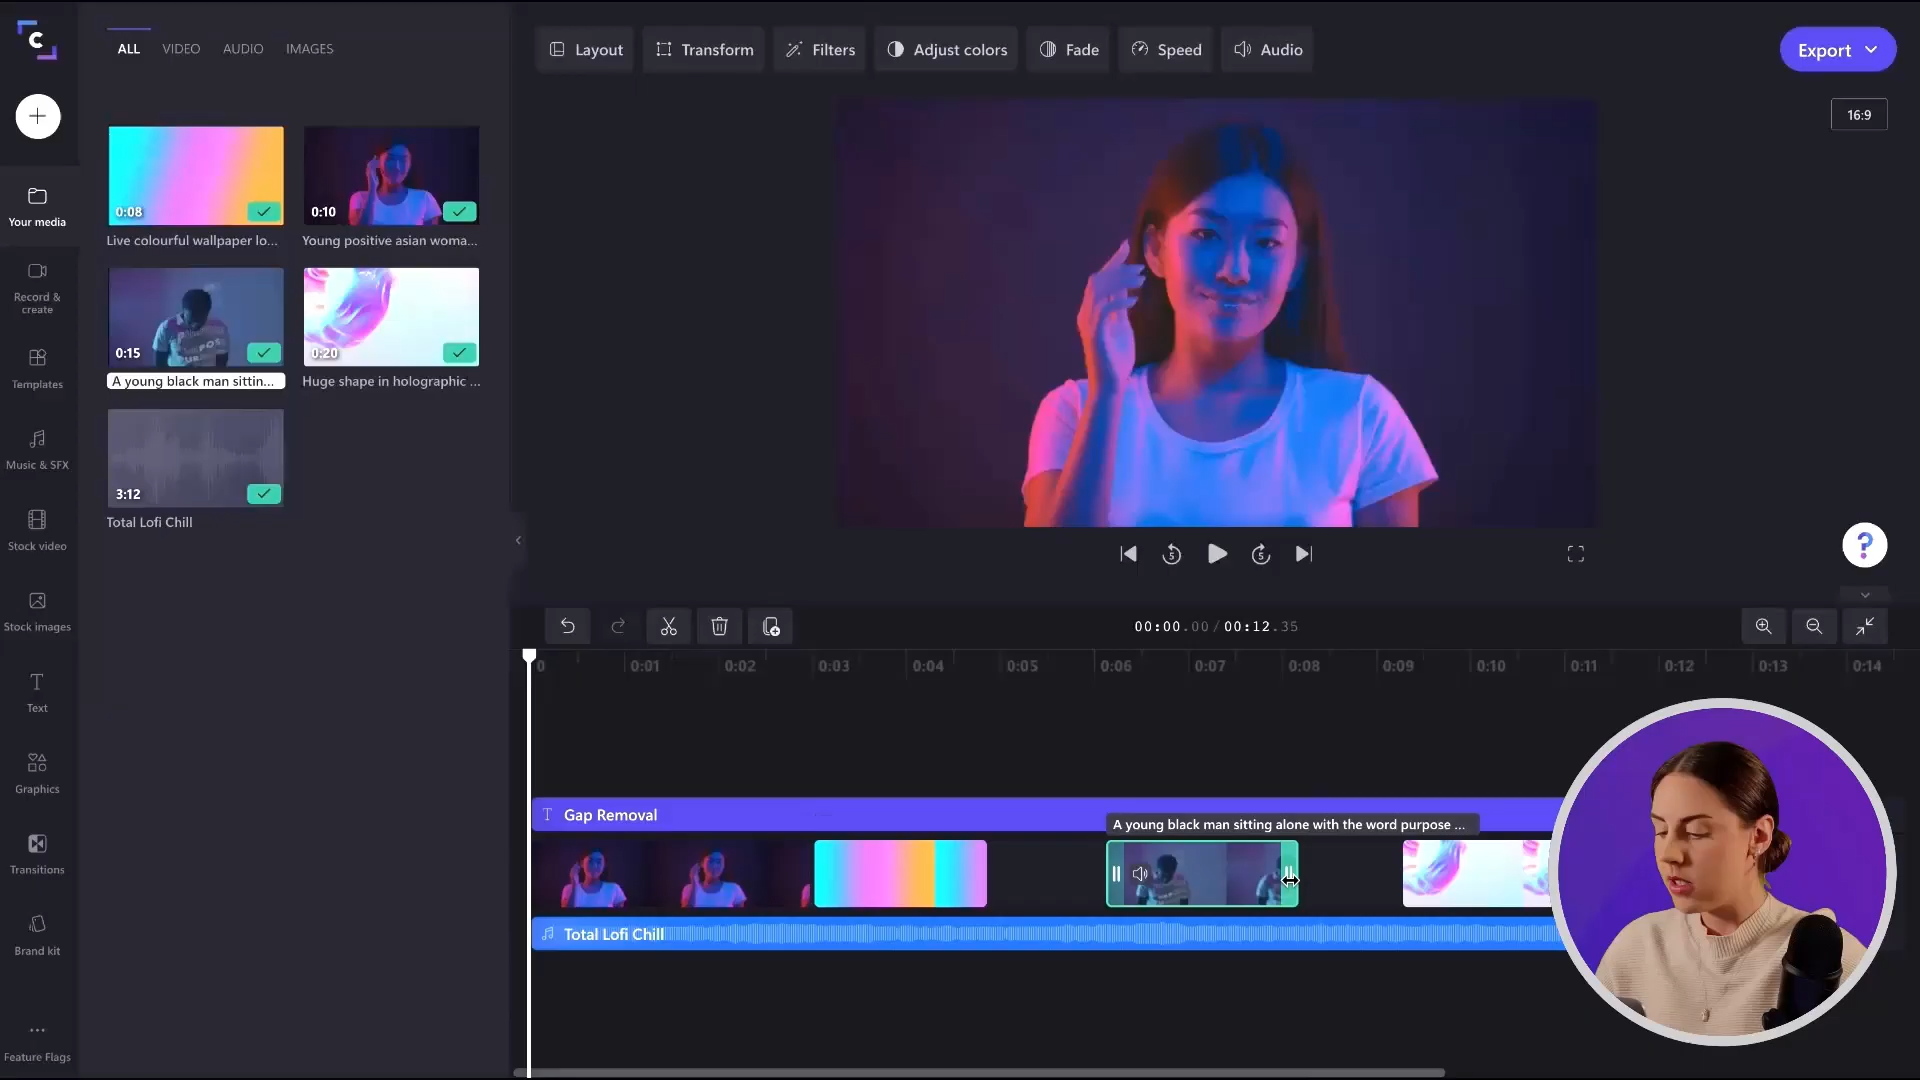 ALL VIDEO AUDIO IMAGES
Layout Transform Filters Adjust colors Fade Speed Audio
Export
16:9
C
Your media
Record &
create
Templates
Music & SFX
Stock video
Stock images
Text
Graphics
Transitions
Brand kit
Feature Flags
0:08
Live colourful wallpaper lo...
0:10
Young positive asian woma...
0:15
A young black man sittin...
0:20
Huge shape in holographic ...
3:12
Total Lofi Chill
5 5
?
00:00.00 / 00:12.35
0 0:01 0:02 0:03 0:04 0:05 0:06 0:07 0:08 0:09 0:10 0:11 0:12 0:13 0:14
T Gap Removal
A young black man sitting alone with the word purpose ...
Total Lofi Chill